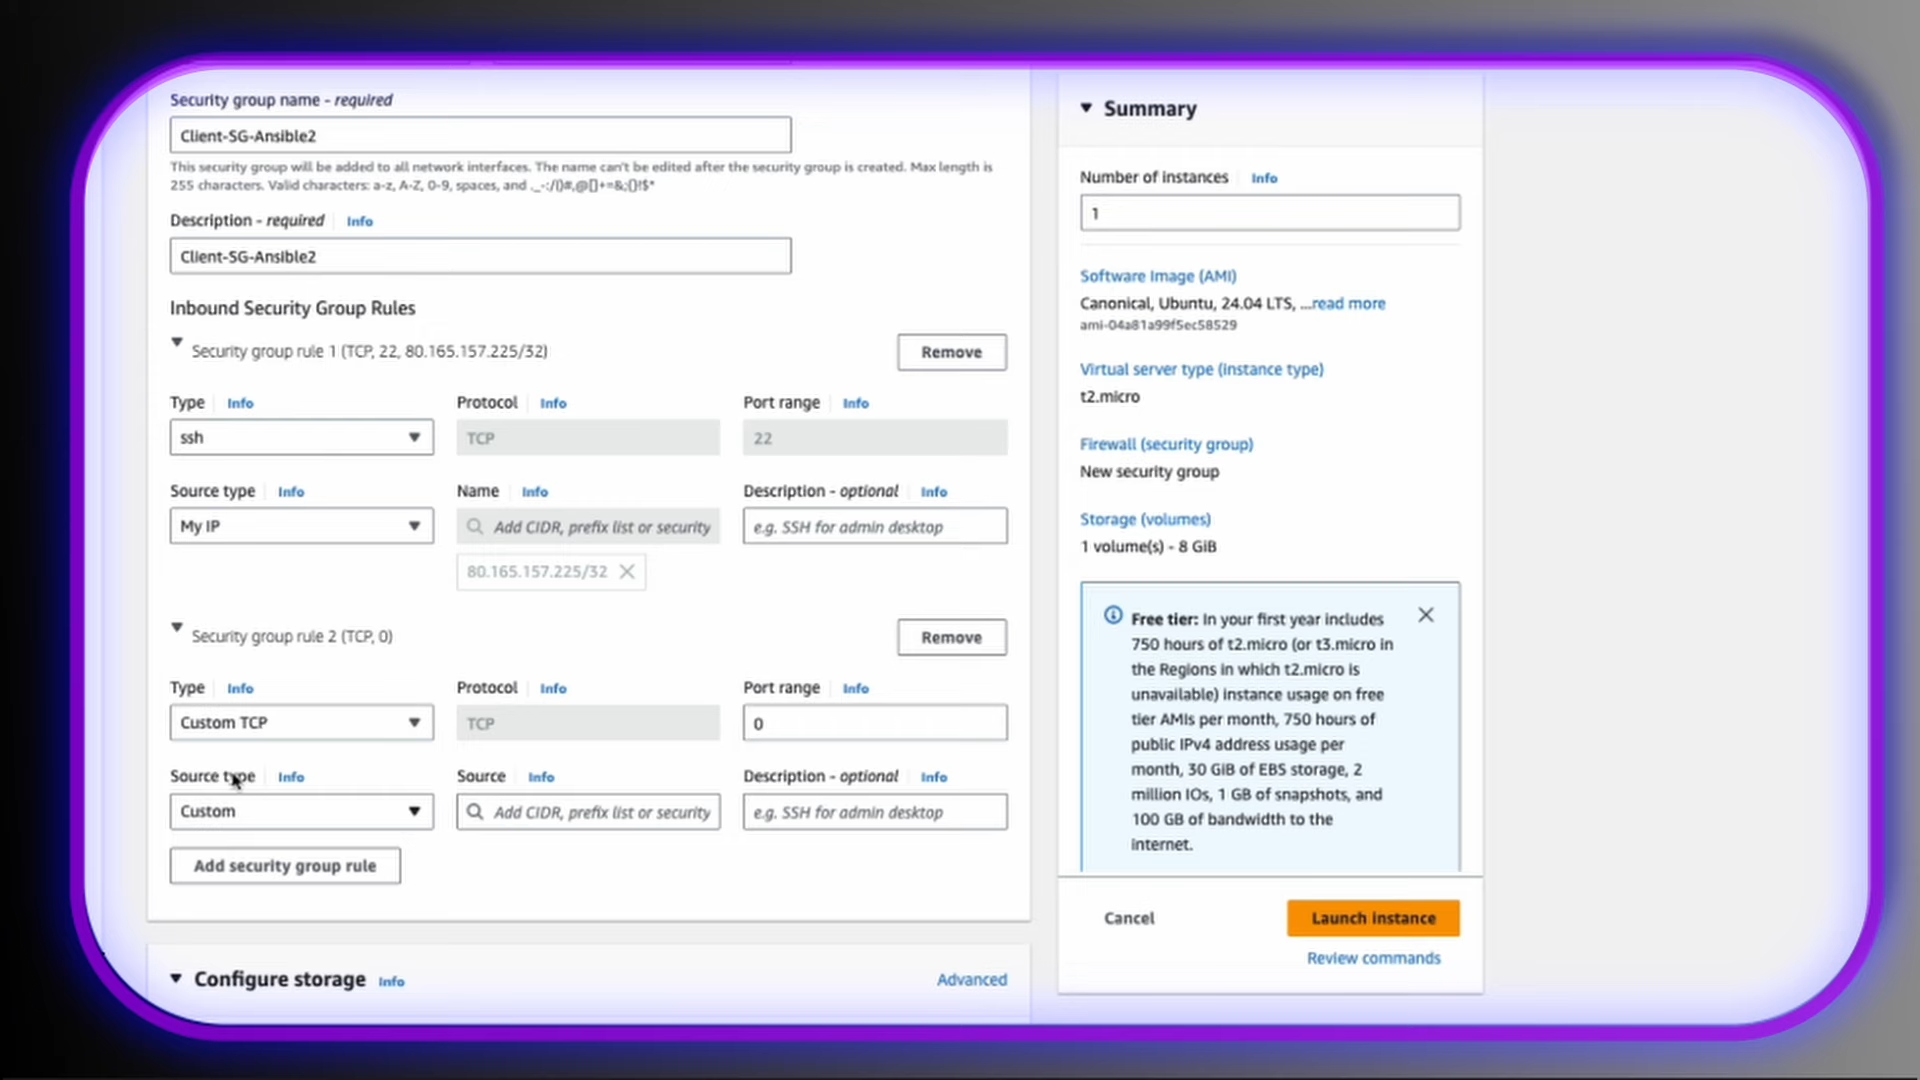 Security group name - required
Client-SG-Ansible2
This security group will be added to all network interfaces. The name can't be edited after the security group is created. Max length is
255 characters. Valid characters: a-z, A-Z, 0-9, spaces, and ._-:/()#,@[]+=&;{}!$*
Description - required Info
Client-SG-Ansible2
Inbound Security Group Rules
Security group rule 1 (TCP, 22, 80.165.157.225/32)
Remove
Type Info Protocol Info Port range Info
ssh TCP 22
Source type Info Name Info Description - optional Info
My IP Add CIDR, prefix list or security e.g. SSH for admin desktop
80.165.157.225/32
Security group rule 2 (TCP, 0)
Remove
Type Info Protocol Info Port range Info
Custom TCP TCP 0
Source type Info Source Info Description - optional Info
Custom Add CIDR, prefix list or security e.g. SSH for admin desktop
Add security group rule
Configure storage Info Advanced
Summary
Number of instances Info
1
Software Image (AMI)
Canonical, Ubuntu, 24.04 LTS, ...read more
ami-04a81a99f5ec58529
Virtual server type (instance type)
t2.micro
Firewall (security group)
New security group
Storage (volumes)
1 volume(s) - 8 GiB
Free tier: In your first year includes
750 hours of t2.micro (or t3.micro in
the Regions in which t2.micro is
unavailable) instance usage on free
tier AMIs per month, 750 hours of
public IPv4 address usage per
month, 30 GiB of EBS storage, 2
million IOs, 1 GB of snapshots, and
100 GB of bandwidth to the
internet.
Cancel
Launch instance
Review commands